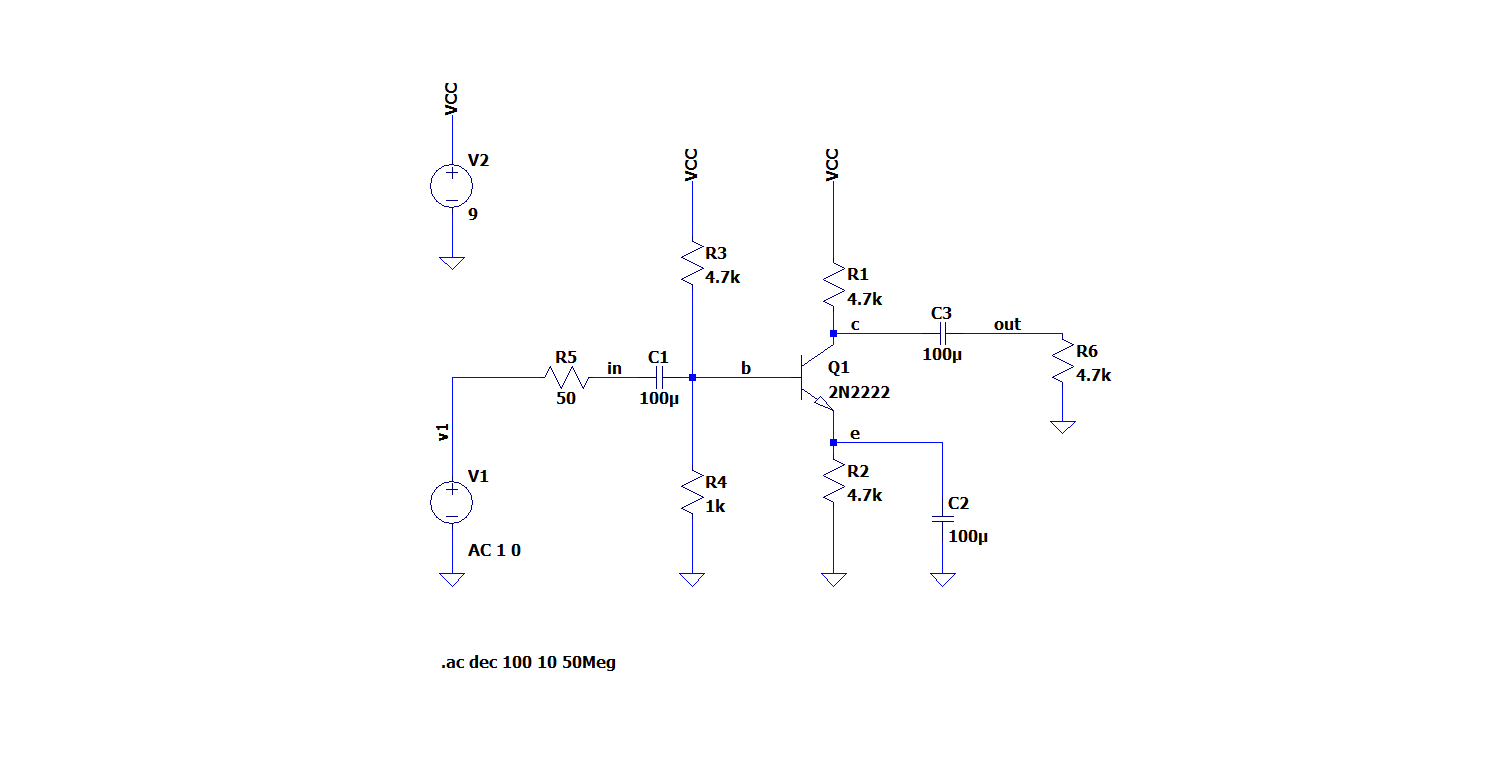 VCC
V2
9
VCC
VCC
R3
4.7k
R1
4.7k
c
C3
100µ
out
R6
4.7k
R5
50
in
C1
100µ
b
Q1
2N2222
v1
V1
AC 1 0
R4
1k
e
R2
4.7k
C2
100µ
.ac dec 100 10 50Meg